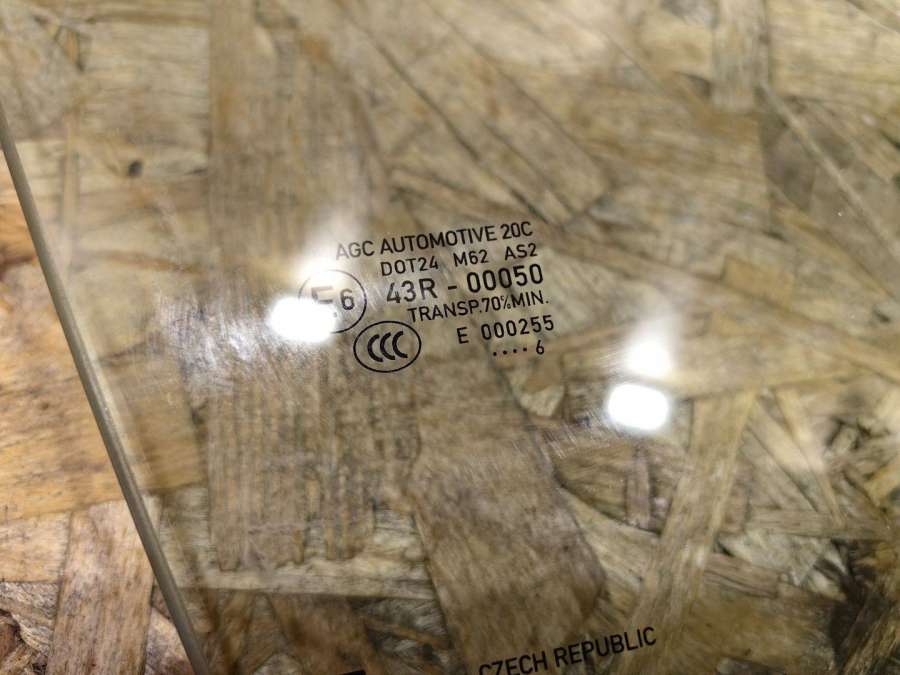 AGC AUTOMOTIVE 20C
DOT24 M62 AS2
E6 43R - 00050
TRANSP.70%MIN.
CCC E 000255
.... 6
CZECH REPUBLIC